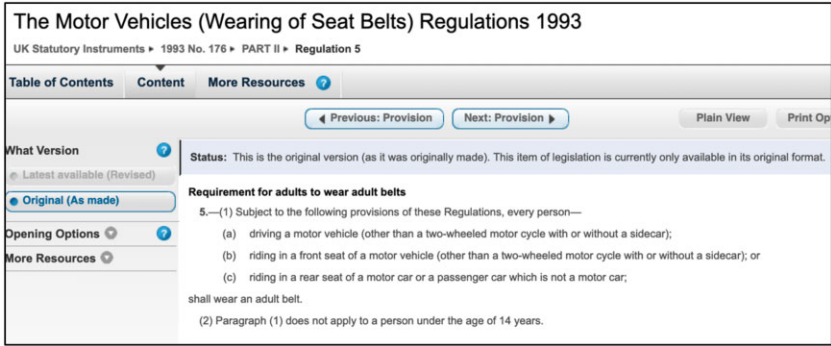 The Motor Vehicles (Wearing of Seat Belts) Regulations 1993
UK Statutory Instruments ▸ 1993 No. 176 ▸ PART II ▸ Regulation 5
Table of Contents Content More Resources ?
◀ Previous: Provision Next: Provision ▶ Plain View Print Op
What Version ?
Latest available (Revised)
Original (As made)
Opening Options ?
More Resources
Status: This is the original version (as it was originally made). This item of legislation is currently only available in its original format.
Requirement for adults to wear adult belts
5.—(1) Subject to the following provisions of these Regulations, every person—
(a) driving a motor vehicle (other than a two-wheeled motor cycle with or without a sidecar);
(b) riding in a front seat of a motor vehicle (other than a two-wheeled motor cycle with or without a sidecar); or
(c) riding in a rear seat of a motor car or a passenger car which is not a motor car;
shall wear an adult belt.
(2) Paragraph (1) does not apply to a person under the age of 14 years.